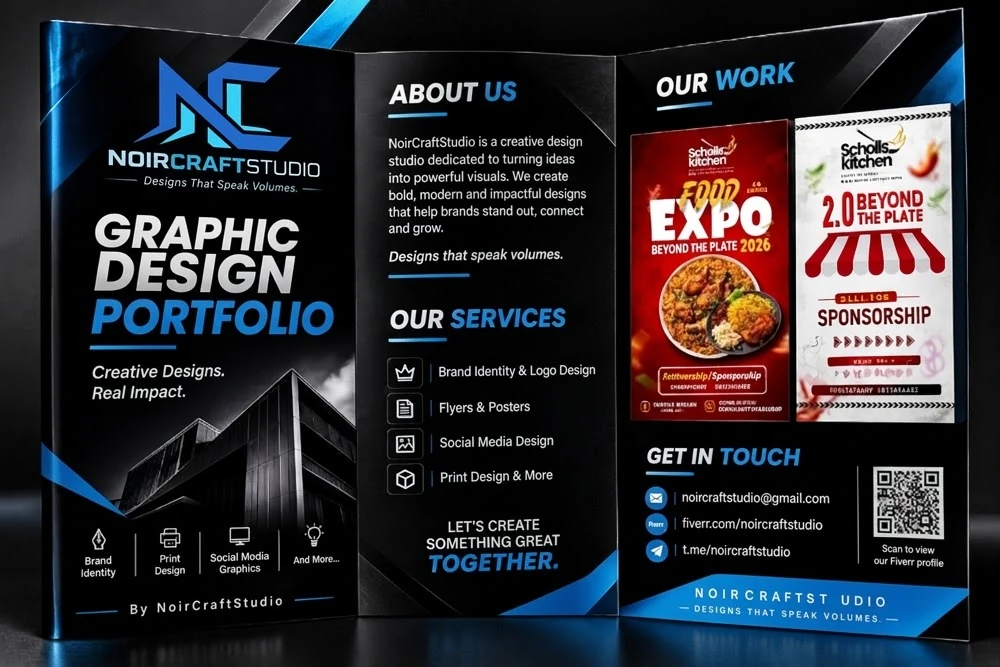 NC
NOIRCRAFTSTUDIO
Designs That Speak Volumes.
GRAPHIC
DESIGN
PORTFOLIO
Creative Designs.
Real Impact.
Brand
Identity
Print
Design
Social Media
Graphics
And More...
By NoirCraftStudio
ABOUT US
NoirCraftStudio is a creative design
studio dedicated to turning ideas
into powerful visuals. We create
bold, modern and impactful designs
that help brands stand out, connect
and grow.
Designs that speak volumes.
OUR SERVICES
Brand Identity & Logo Design
Flyers & Posters
Social Media Design
Print Design & More
LET'S CREATE
SOMETHING GREAT
TOGETHER.
OUR WORK
Scholls
kitchen
FOOD
EXPO
BEYOND THE PLATE 2026
Scholls
kitchen
2.0 BEYOND
THE PLATE
SPONSORSHIP
GET IN TOUCH
noircraftstudio@gmail.com
Fiverr
fiverr.com/noircraftstudio
t.me/noircraftstudio
Scan to view
our Fiverr profile
NOIRCRAFTST UDIO
DESIGNS THAT SPEAK VOLUMES.